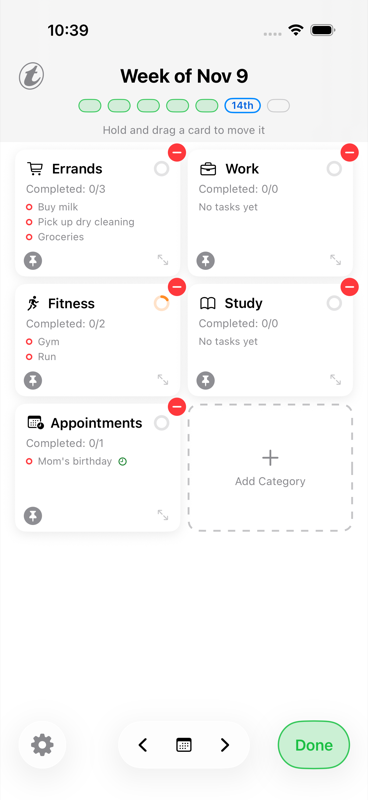 10:39
t
Week of Nov 9
14th
Hold and drag a card to move it
Errands
Completed: 0/3
Buy milk
Pick up dry cleaning
Groceries
Work
Completed: 0/0
No tasks yet
Fitness
Completed: 0/2
Gym
Run
Study
Completed: 0/0
No tasks yet
Appointments
Completed: 0/1
Mom's birthday
Add Category
Done